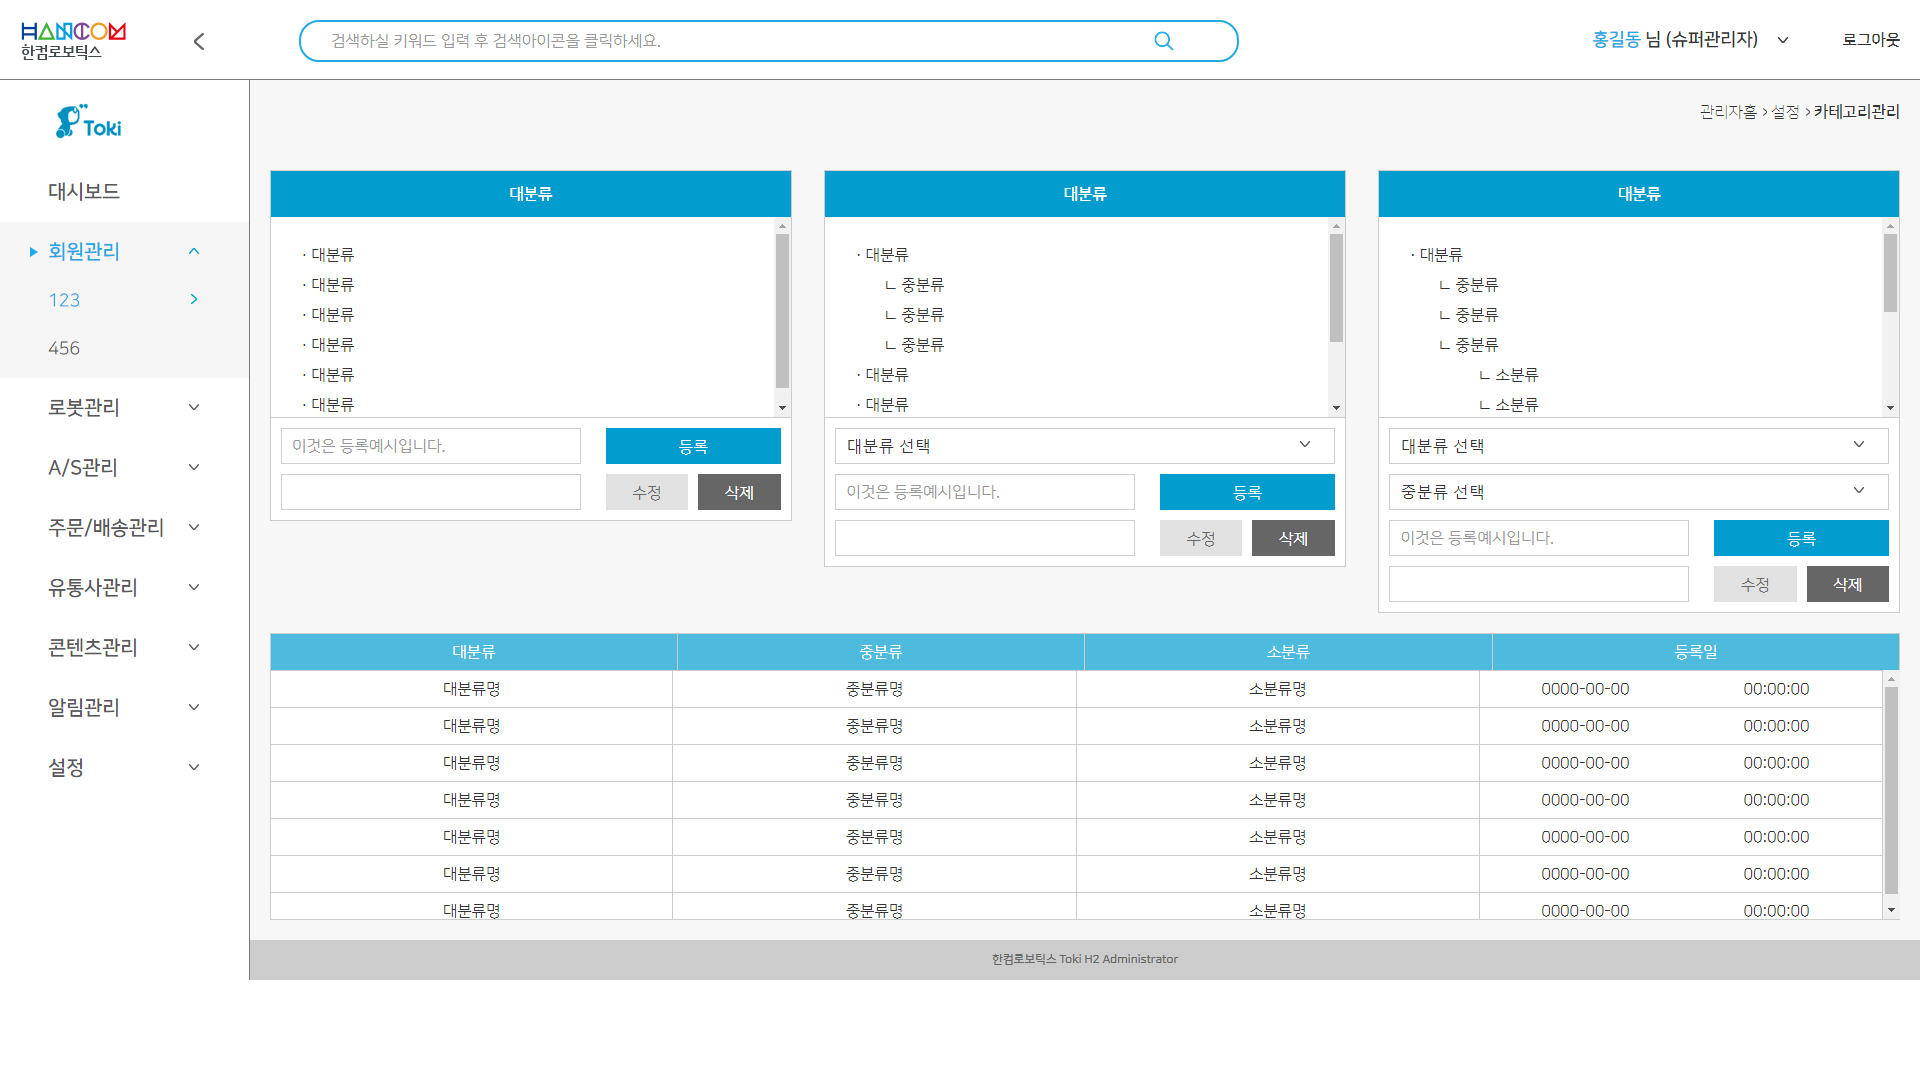 HANCOM
한컴로보틱스
검색하실 키워드 입력 후 검색아이콘을 클릭하세요.
홍길동 님 (슈퍼관리자)
로그아웃
Toki
대시보드
회원관리
123
456
로봇관리
A/S관리
주문/배송관리
유통사관리
콘텐츠관리
알림관리
설정
관리자홈 > 설정 > 카테고리관리
대분류
· 대분류
· 대분류
· 대분류
· 대분류
· 대분류
· 대분류
이것은 등록예시입니다.
등록
수정
삭제
대분류
· 대분류
ㄴ 중분류
ㄴ 중분류
ㄴ 중분류
· 대분류
· 대분류
대분류 선택
이것은 등록예시입니다.
등록
수정
삭제
대분류
· 대분류
ㄴ 중분류
ㄴ 중분류
ㄴ 중분류
ㄴ 소분류
ㄴ 소분류
대분류 선택
중분류 선택
이것은 등록예시입니다.
등록
수정
삭제
대분류 중분류 소분류 등록일
대분류명 중분류명 소분류명 0000-00-00 00:00:00
대분류명 중분류명 소분류명 0000-00-00 00:00:00
대분류명 중분류명 소분류명 0000-00-00 00:00:00
대분류명 중분류명 소분류명 0000-00-00 00:00:00
대분류명 중분류명 소분류명 0000-00-00 00:00:00
대분류명 중분류명 소분류명 0000-00-00 00:00:00
대분류명 중분류명 소분류명 0000-00-00 00:00:00
한컴로보틱스 Toki H2 Administrator